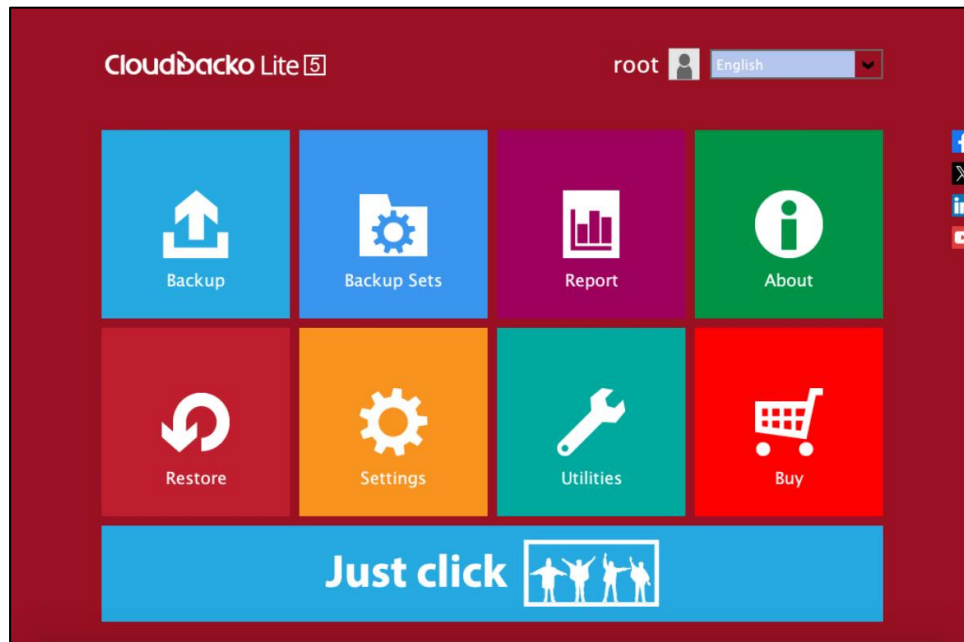 Cloudbacko Lite 5
root English
Backup
Backup Sets
Report
About
Restore
Settings
Utilities
Buy
Just click